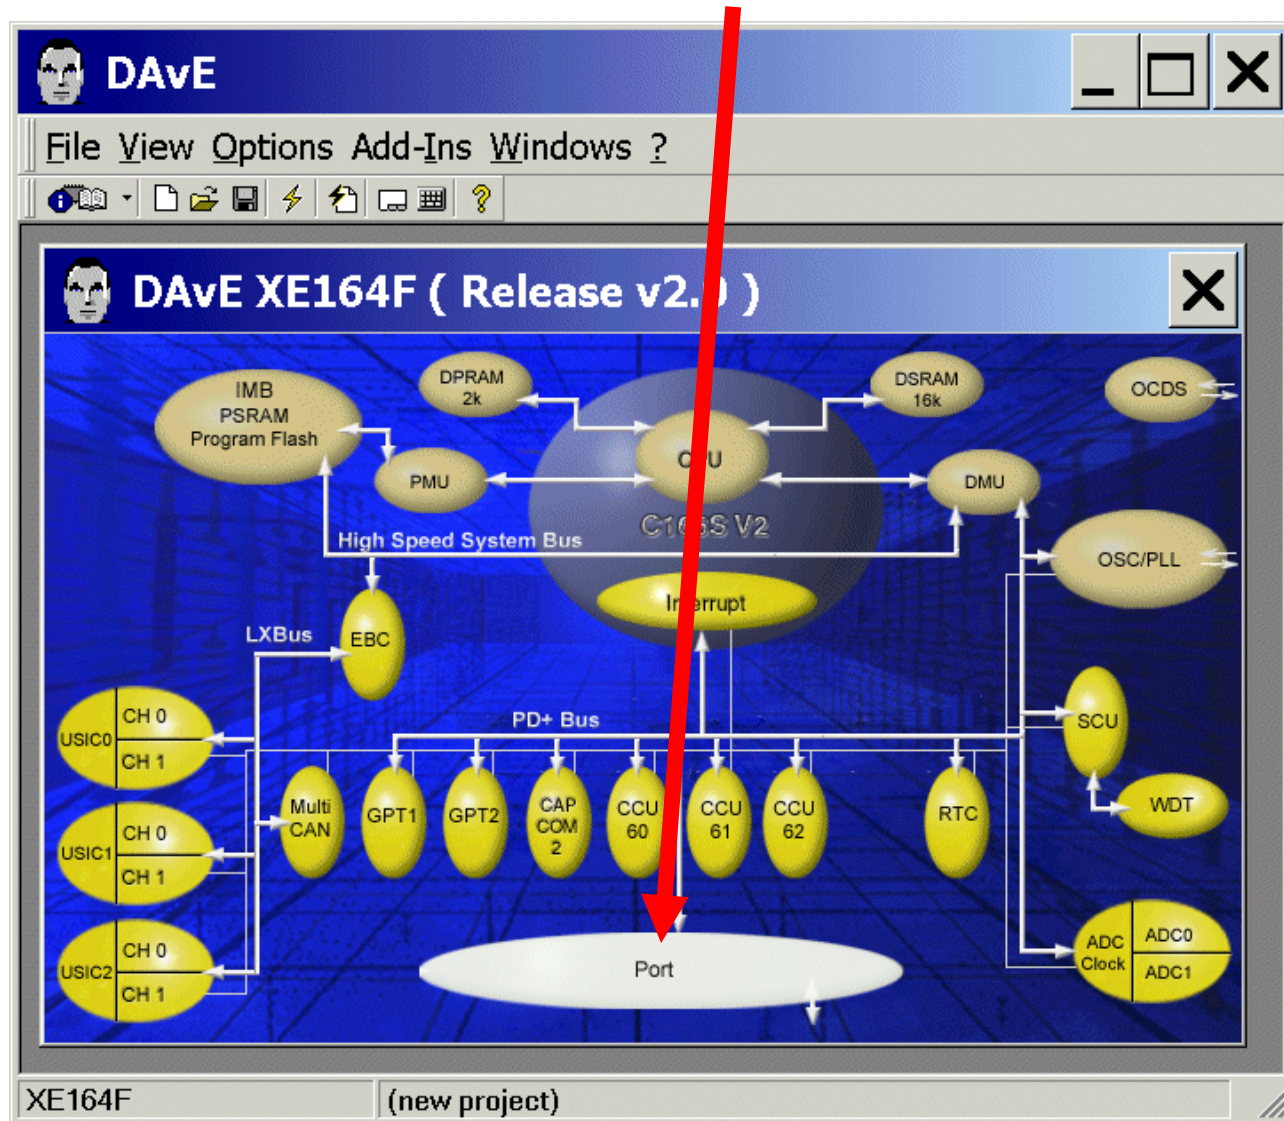 DAvE
File View Options Add-Ins Windows ?
DAvE XE164F ( Release v2.0 )
IMB
PSRAM
Program Flash
DPRAM
2k
DSRAM
16k
OCDS
CPU
PMU
DMU
C166S V2
High Speed System Bus
OSC/PLL
Interrupt
LXBus
EBC
PD+ Bus
SCU
USIC0
CH 0
CH 1
Multi
CAN
GPT1
GPT2
CAP
COM
2
CCU
60
CCU
61
CCU
62
RTC
WDT
USIC1
CH 0
CH 1
USIC2
CH 0
CH 1
Port
ADC
Clock
ADC0
ADC1
XE164F
(new project)